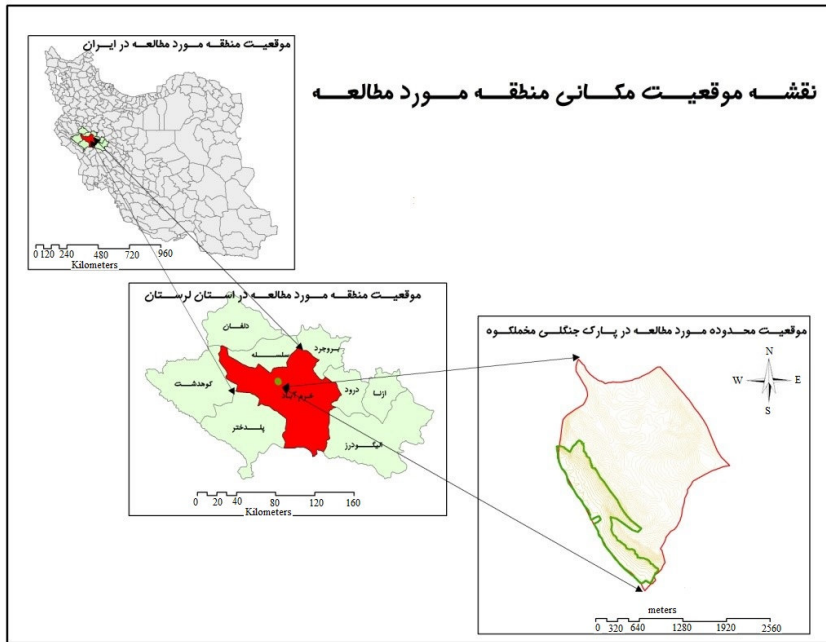 موقعیت منطقه مورد مطالعه در ایران
نقشه موقعیت مکانی منطقه مورد مطالعه
0 120 240 480 720 960
Kilometers
موقعیت منطقه مورد مطالعه در استان لرستان
دلفان
سلسله
بروجرد
کوهدشت
خرم آباد
درود
ازنا
پلدختر
الیگودرز
0 10 20 40 80 120 160
Kilometers
موقعیت محدوده مورد مطالعه در پارک جنگلی مخملکوه
N
W E
S
meters
0 320 640 1280 1920 2560